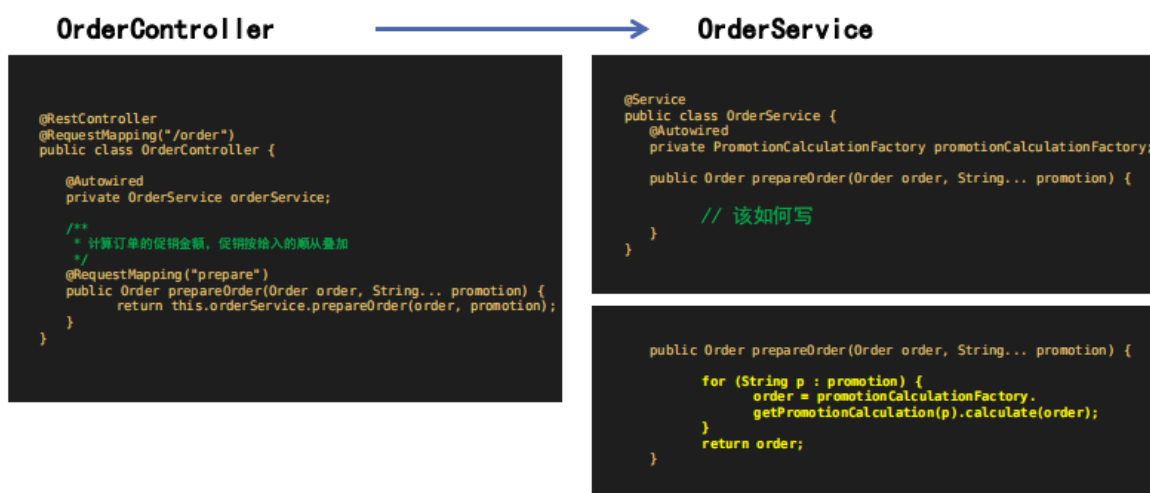 OrderController
OrderService
@RestController
@RequestMapping("/order")
public class OrderController {
@Autowired
private OrderService orderService;
/**
* 计算订单的促销金额，促销按给入的顺从叠加
*/
@RequestMapping("prepare")
public Order prepareOrder(Order order, String... promotion) {
return this.orderService.prepareOrder(order, promotion);
}
}
@Service
public class OrderService {
@Autowired
private PromotionCalculationFactory promotionCalculationFactory;
public Order prepareOrder(Order order, String... promotion) {
// 该如何写
}
}
public Order prepareOrder(Order order, String... promotion) {
for (String p : promotion) {
order = promotionCalculationFactory.
getPromotionCalculation(p).calculate(order);
}
return order;
}